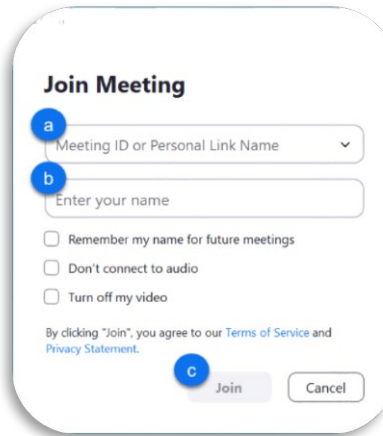 Join Meeting
a
Meeting ID or Personal Link Name
b
Enter your name
Remember my name for future meetings
Don't connect to audio
Turn off my video
By clicking "Join", you agree to our Terms of Service and
Privacy Statement.
c
Join Cancel